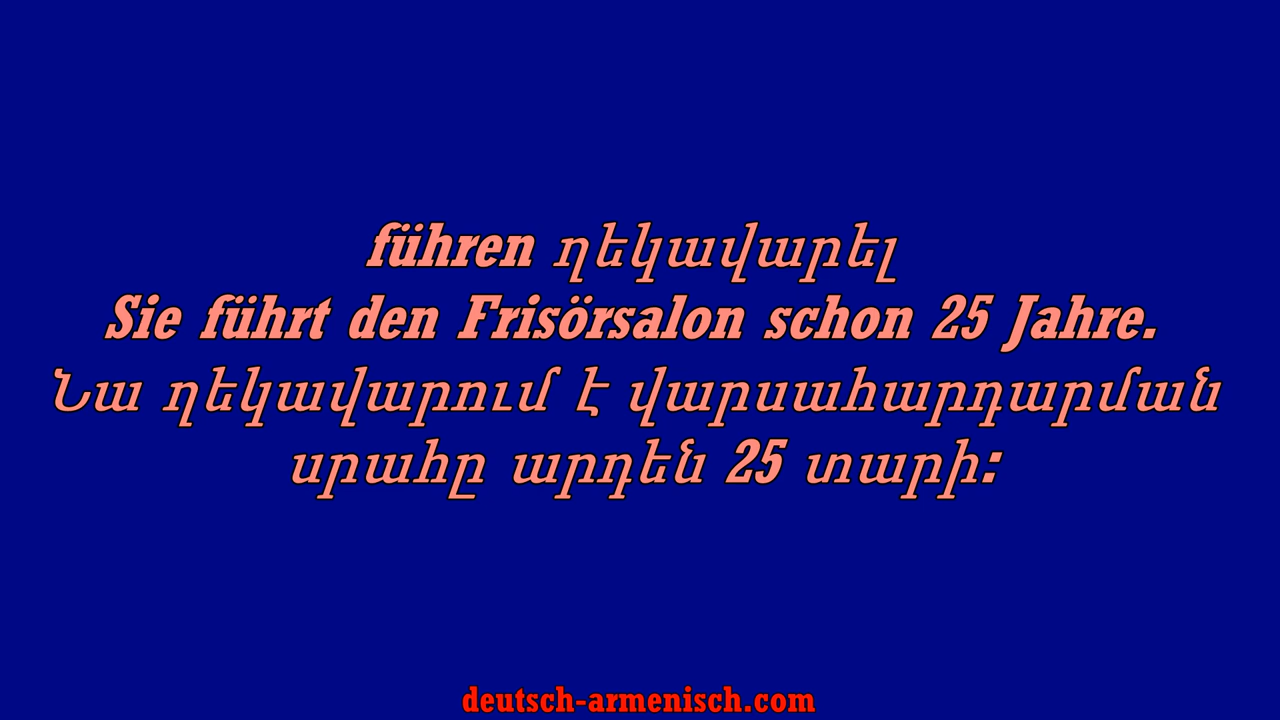 führen ղեկավարել
Sie führt den Frisörsalon schon 25 Jahre.
Նա ղեկավարում է վարսահարդարման
սրահը արդեն 25 տարի:
deutsch-armenisch.com